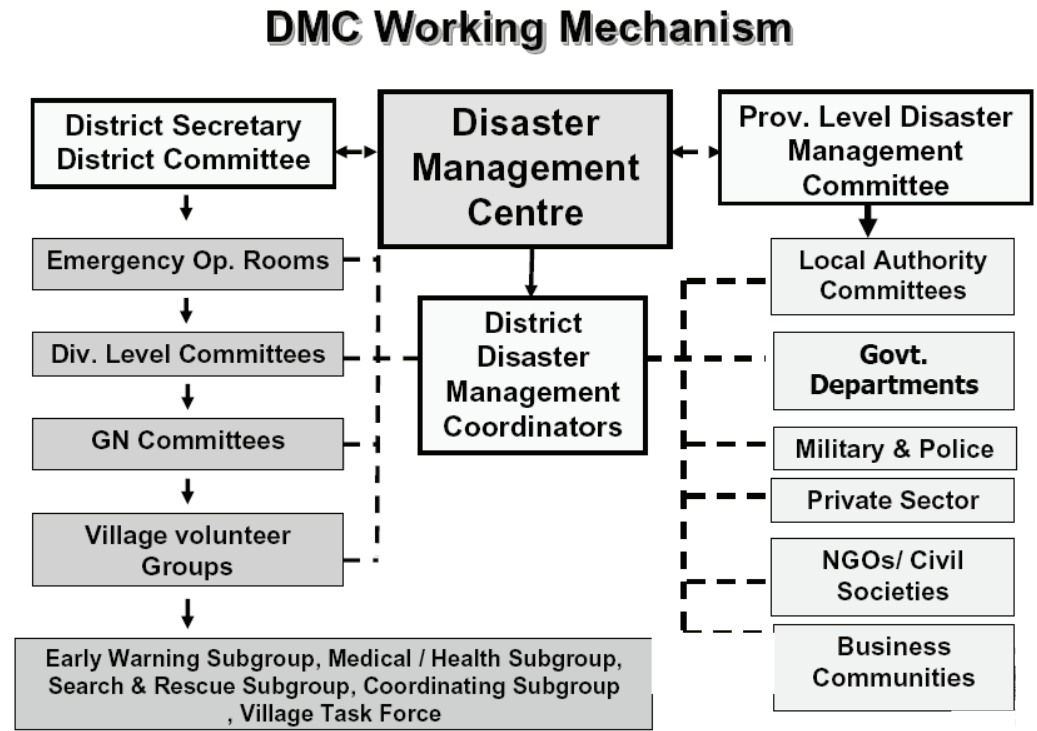 DMC Working Mechanism
District Secretary
District Committee
Disaster
Management
Centre
Prov. Level Disaster
Management
Committee
Emergency Op. Rooms
Div. Level Committees
GN Committees
Village volunteer
Groups
Early Warning Subgroup, Medical / Health Subgroup,
Search & Rescue Subgroup, Coordinating Subgroup
, Village Task Force
District
Disaster
Management
Coordinators
Local Authority
Committees
Govt.
Departments
Military & Police
Private Sector
NGOs/ Civil
Societies
Business
Communities